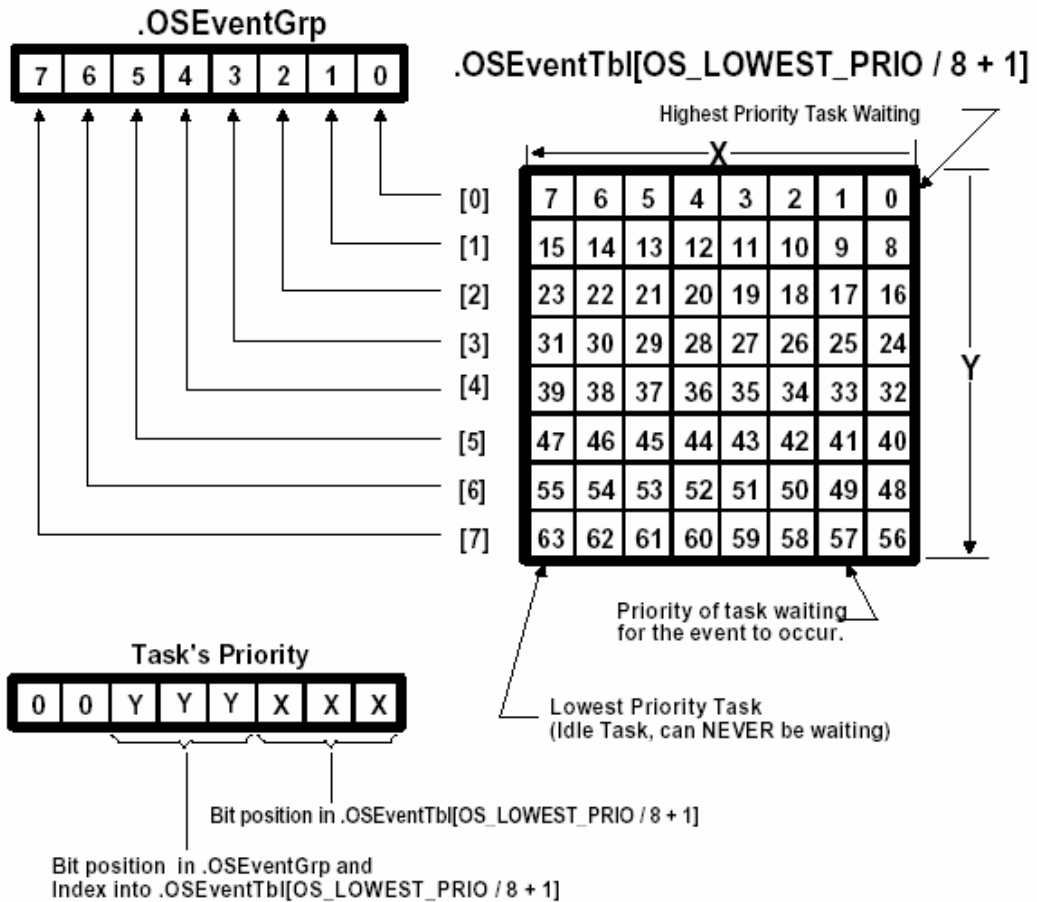 .OSEventGrp
7 6 5 4 3 2 1 0
.OSEventTbl[OS_LOWEST_PRIO / 8 + 1]
Highest Priority Task Waiting
X
[0] 7 6 5 4 3 2 1 0
[1] 15 14 13 12 11 10 9 8
[2] 23 22 21 20 19 18 17 16
[3] 31 30 29 28 27 26 25 24
Y
[4] 39 38 37 36 35 34 33 32
[5] 47 46 45 44 43 42 41 40
[6] 55 54 53 52 51 50 49 48
[7] 63 62 61 60 59 58 57 56
Priority of task waiting
for the event to occur.
Task's Priority
0 0 Y Y Y X X X
Lowest Priority Task
(Idle Task, can NEVER be waiting)
Bit position in .OSEventTbl[OS_LOWEST_PRIO / 8 + 1]
Bit position in .OSEventGrp and
Index into .OSEventTbl[OS_LOWEST_PRIO / 8 + 1]